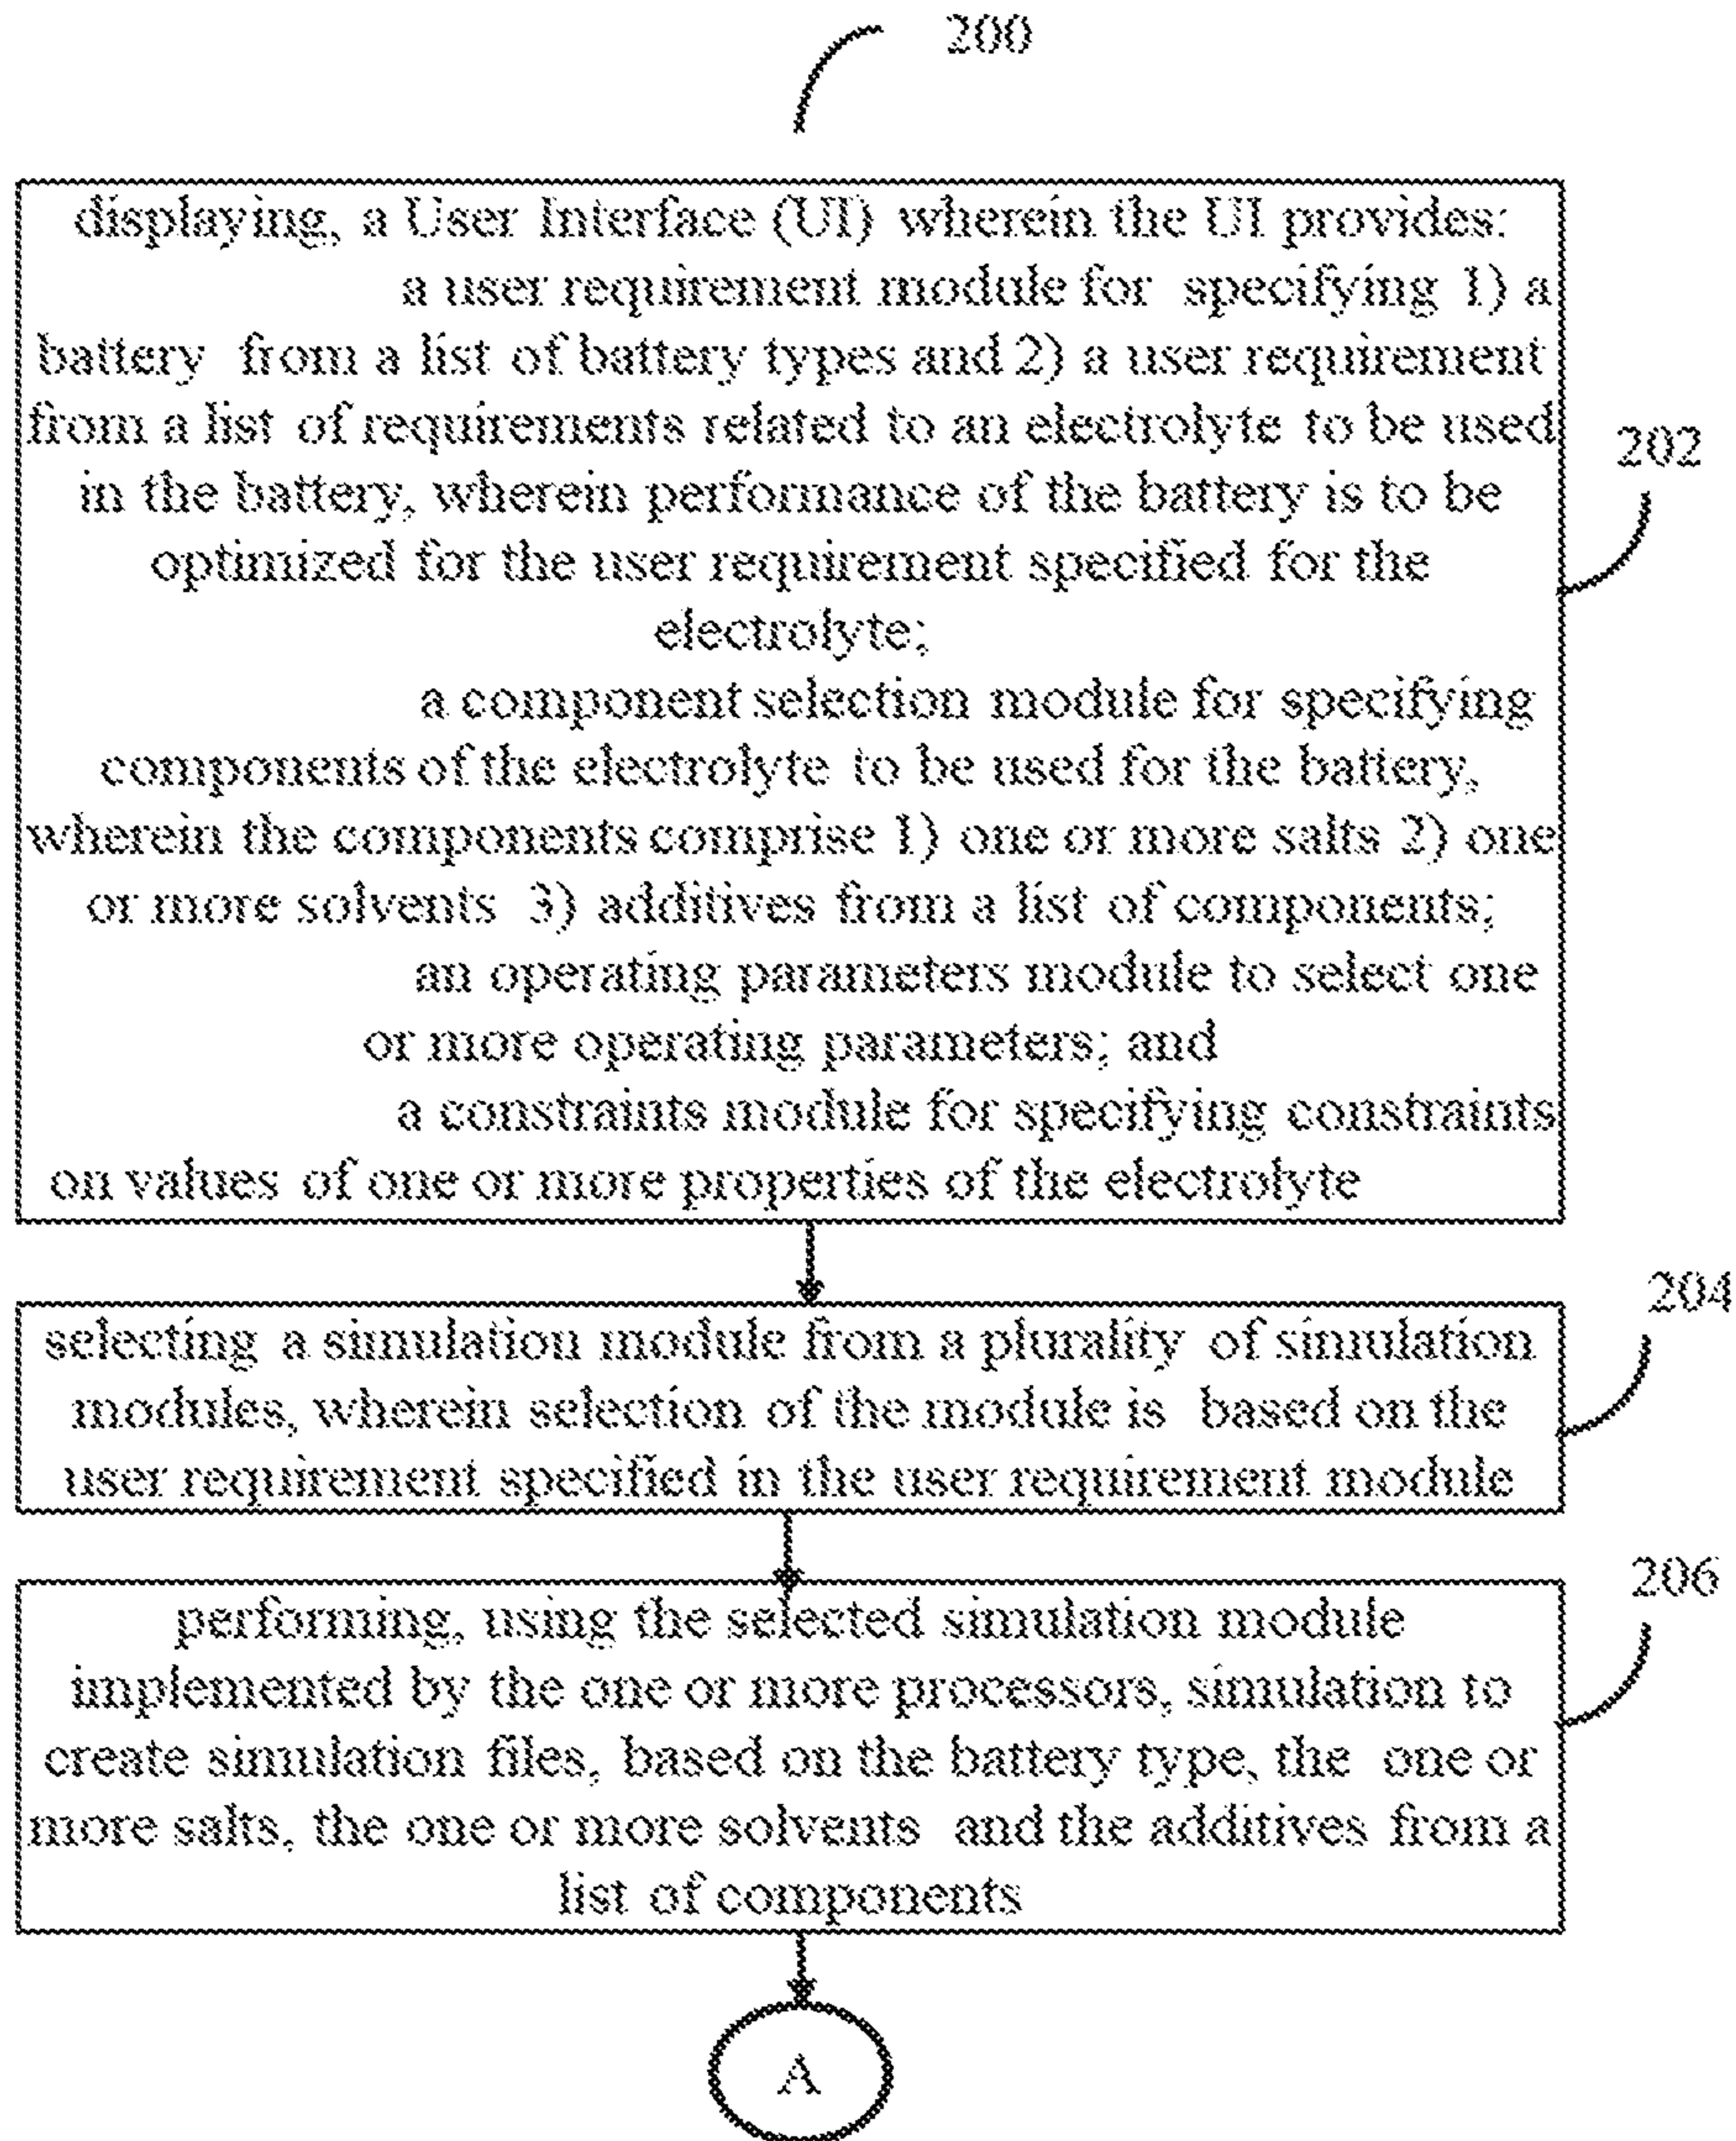 200
displaying, a User Interface (UI) wherein the UI provides:
a user requirement module for specifying 1) a
battery from a list of battery types and 2) a user requirement
from a list of requirements related to an electrolyte to be used
in the battery, wherein performance of the battery is to be
optimized for the user requirement specified for the
electrolyte;
a component selection module for specifying
components of the electrolyte to be used for the battery,
wherein the components comprise 1) one or more salts 2) one
or more solvents 3) additives from a list of components;
an operating parameters module to select one
or more operating parameters; and
a constraints module for specifying constraints
on values of one or more properties of the electrolyte
202
selecting a simulation module from a plurality of simulation
modules, wherein selection of the module is based on the
user requirement specified in the user requirement module
204
performing, using the selected simulation module
implemented by the one or more processors, simulation to
create simulation files, based on the battery type, the one or
more salts, the one or more solvents and the additives from a
list of components
206
A